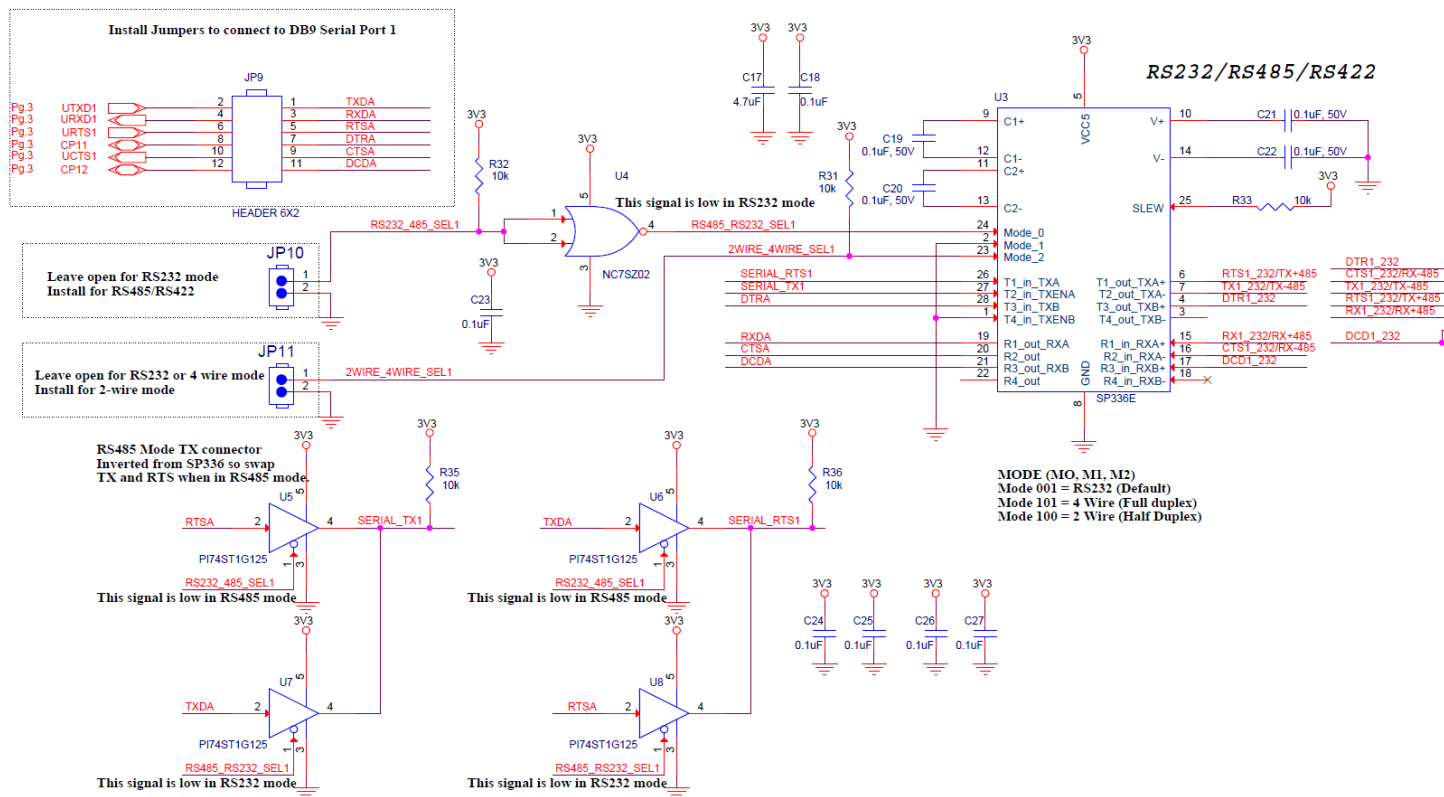 Install Jumpers to connect to DB9 Serial Port 1
JP9
Pg.3 UTXD1 2 1 TXDA
Pg.3 URXD1 4 3 RXDA
Pg.3 URTS1 6 5 RTSA
Pg.3 CP11 8 7 DTRA
Pg.3 UCTS1 10 9 CTSA
Pg.3 CP12 12 11 DCDA
HEADER 6X2
3V3
R32
10k
3V3
U4
5
1
2
4
3
NC7SZ02
This signal is low in RS232 mode
RS232_485_SEL1
RS485_RS232_SEL1
3V3
C23
0.1uF
JP10
Leave open for RS232 mode
Install for RS485/RS422
1
2
JP11
Leave open for RS232 or 4 wire mode
Install for 2-wire mode
1
2
2WIRE_4WIRE_SEL1
3V3
C17
4.7uF
3V3
C18
0.1uF
3V3
R31
10k
2WIRE_4WIRE_SEL1
RS232/RS485/RS422
3V3
U3
5
VCC5
C19
0.1uF, 50V
C20
0.1uF, 50V
9 C1+
12 C1-
11 C2+
13 C2-
24 Mode_0
2 Mode_1
23 Mode_2
SERIAL_RTS1 26 T1_in_TXA
SERIAL_TX1 27 T2_in_TXENA
DTRA 28 T3_in_TXB
1 T4_in_TXENB
RXDA 19 R1_out_RXA
CTSA 20 R2_out
DCDA 21 R3_out_RXB
22 R4_out
V+ 10 C21 0.1uF, 50V
V- 14 C22 0.1uF, 50V
3V3
SLEW 25 R33 10k
T1_out_TXA+ 6 RTS1_232/TX+485
T2_out_TXA- 7 TX1_232/TX-485
T3_out_TXB+ 4 DTR1_232
T4_out_TXB- 3
R1_in_RXA+ 15 RX1_232/RX+485
R2_in_RXA- 16 CTS1_232/RX-485
R3_in_RXB+ 17 DCD1_232
R4_in_RXB- 18
GND
8
SP336E
DTR1_232
CTS1_232/RX-485
TX1_232/TX-485
RTS1_232/TX+485
RX1_232/RX+485
DCD1_232
MODE (MO, M1, M2)
Mode 001 = RS232 (Default)
Mode 101 = 4 Wire (Full duplex)
Mode 100 = 2 Wire (Half Duplex)
RS485 Mode TX connector
Inverted from SP336 so swap
TX and RTS when in RS485 mode.
3V3
U5
5
RTSA 2 4 SERIAL_TX1
3V3
R35
10k
PI74ST1G125
1
3
RS232_485_SEL1
This signal is low in RS485 mode
3V3
U7
5
TXDA 2 4
PI74ST1G125
1
3
RS485_RS232_SEL1
This signal is low in RS232 mode
3V3
U6
5
TXDA 2 4 SERIAL_RTS1
3V3
R36
10k
PI74ST1G125
1
3
RS232_485_SEL1
This signal is low in RS485 mode
3V3
U8
5
RTSA 2 4
PI74ST1G125
1
3
RS485_RS232_SEL1
This signal is low in RS232 mode
3V3 3V3 3V3 3V3
C24 C25 C26 C27
0.1uF 0.1uF 0.1uF 0.1uF